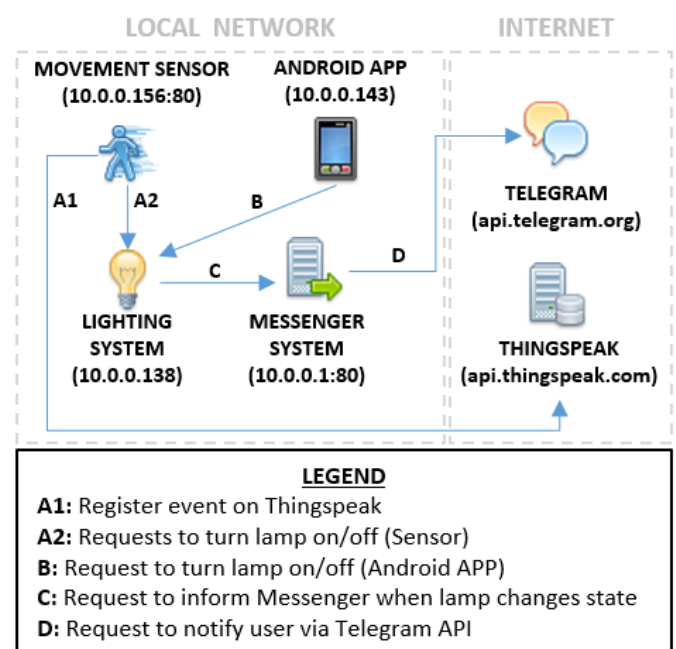 LOCAL NETWORK
INTERNET
MOVEMENT SENSOR
(10.0.0.156:80)
ANDROID APP
(10.0.0.143)
A1
A2
B
TELEGRAM
(api.telegram.org)
C
D
LIGHTING
SYSTEM
(10.0.0.138)
MESSENGER
SYSTEM
(10.0.0.1:80)
THINGSPEAK
(api.thingspeak.com)
LEGEND
A1: Register event on Thingspeak
A2: Requests to turn lamp on/off (Sensor)
B: Request to turn lamp on/off (Android APP)
C: Request to inform Messenger when lamp changes state
D: Request to notify user via Telegram API